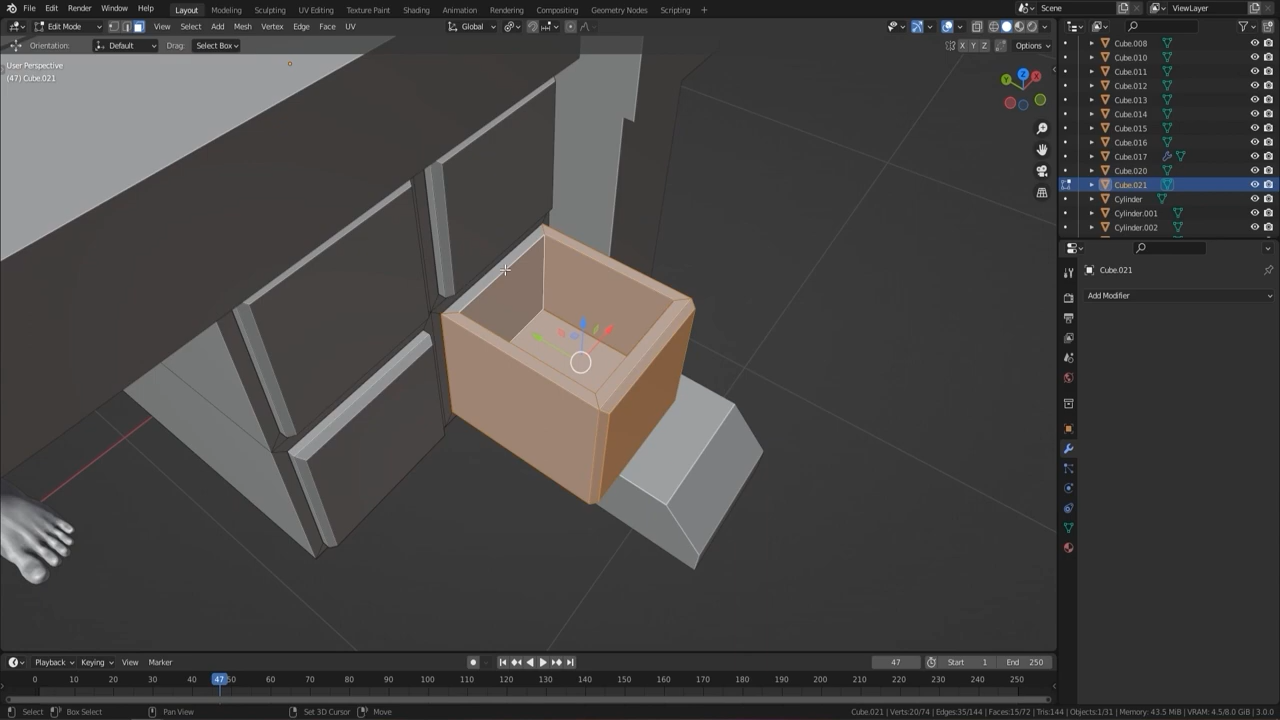 File Edit Render Window Help Layout Modeling Sculpting UV Editing Texture Paint Shading Animation Rendering Compositing Geometry Nodes Scripting + Scene ViewLayer
Edit Mode View Select Add Mesh Vertex Edge Face UV Global
Orientation: Default Drag: Select Box X Y Z Options
User Perspective
(47) Cube.021
Z
Y
X
Cube.008
Cube.010
Cube.011
Cube.012
Cube.013
Cube.014
Cube.015
Cube.016
Cube.017
Cube.020
Cube.021
Cylinder
Cylinder.001
Cylinder.002
Cube.021
Add Modifier
Playback Keying View Marker 47 Start 1 End 250
0 10 20 30 40 47 50 60 70 80 90 100 110 120 130 140 150 160 170 180 190 200 210 220 230 240 250
Select Box Select Pan View Set 3D Cursor Move Cube.021 | Verts:20/74 | Edges:35/144 | Faces:15/72 | Tris:144 | Objects:1/31 | Memory: 43.5 MiB | VRAM: 4.5/8.0 GiB | 3.0.0